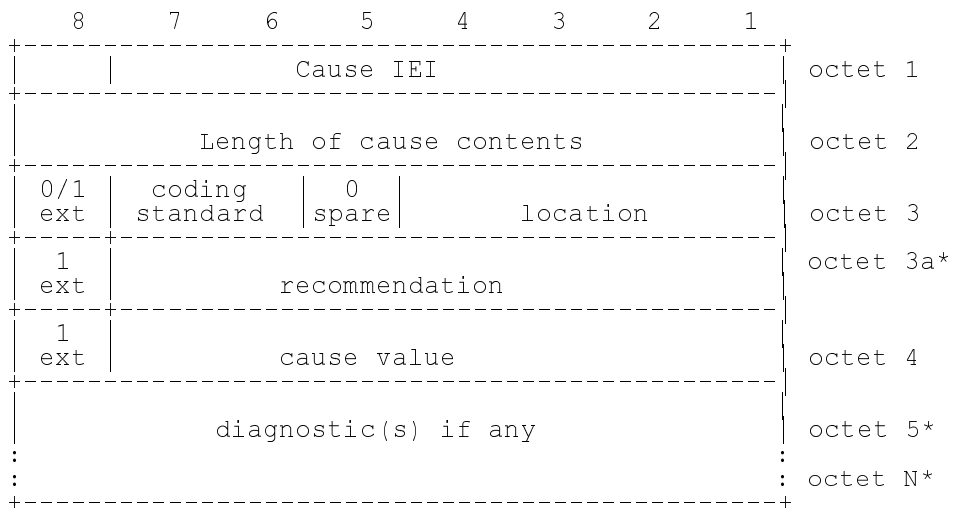 8 7 6 5 4 3 2 1
Cause IEI octet 1
Length of cause contents octet 2
0/1 coding 0
ext standard spare location octet 3
1 octet 3a*
ext recommendation
1
ext cause value octet 4
diagnostic(s) if any octet 5*
: :
: : octet N*